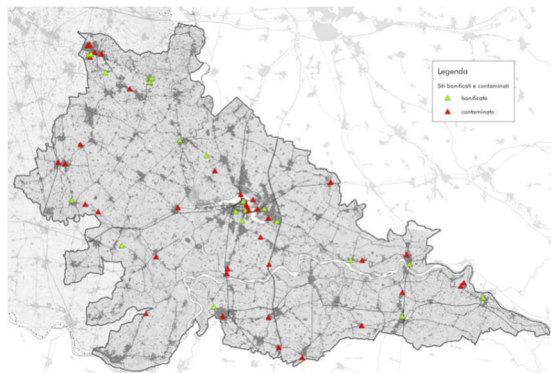 Legenda
Siti bonificati e contaminati
bonificato
contaminato